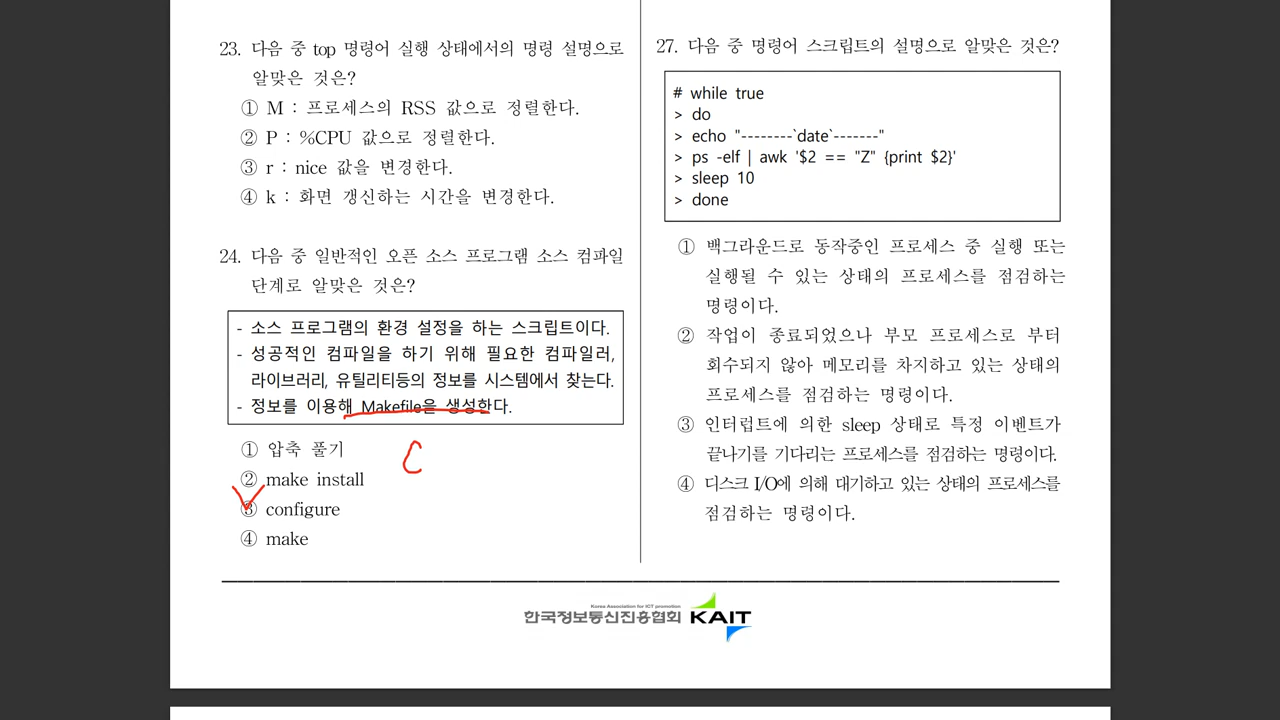 23. 다음 중 top 명령어 실행 상태에서의 명령 설명으로
알맞은 것은?
① M : 프로세스의 RSS 값으로 정렬한다.
② P : %CPU 값으로 정렬한다.
③ r : nice 값을 변경한다.
④ k : 화면 갱신하는 시간을 변경한다.
24. 다음 중 일반적인 오픈 소스 프로그램 소스 컴파일
단계로 알맞은 것은?
- 소스 프로그램의 환경 설정을 하는 스크립트이다.
- 성공적인 컴파일을 하기 위해 필요한 컴파일러,
라이브러리, 유틸리티등의 정보를 시스템에서 찾는다.
- 정보를 이용해 Makefile을 생성한다.
① 압축 풀기
② make install
③ configure
④ make
C
27. 다음 중 명령어 스크립트의 설명으로 알맞은 것은?
# while true
> do
> echo "--------`date`-------"
> ps -elf | awk '$2 == "Z" {print $2}'
> sleep 10
> done
① 백그라운드로 동작중인 프로세스 중 실행 또는
실행될 수 있는 상태의 프로세스를 점검하는
명령이다.
② 작업이 종료되었으나 부모 프로세스로 부터
회수되지 않아 메모리를 차지하고 있는 상태의
프로세스를 점검하는 명령이다.
③ 인터럽트에 의한 sleep 상태로 특정 이벤트가
끝나기를 기다리는 프로세스를 점검하는 명령이다.
④ 디스크 I/O에 의해 대기하고 있는 상태의 프로세스를
점검하는 명령이다.
Korea Association for ICT promotion
한국정보통신진흥협회 KAIT